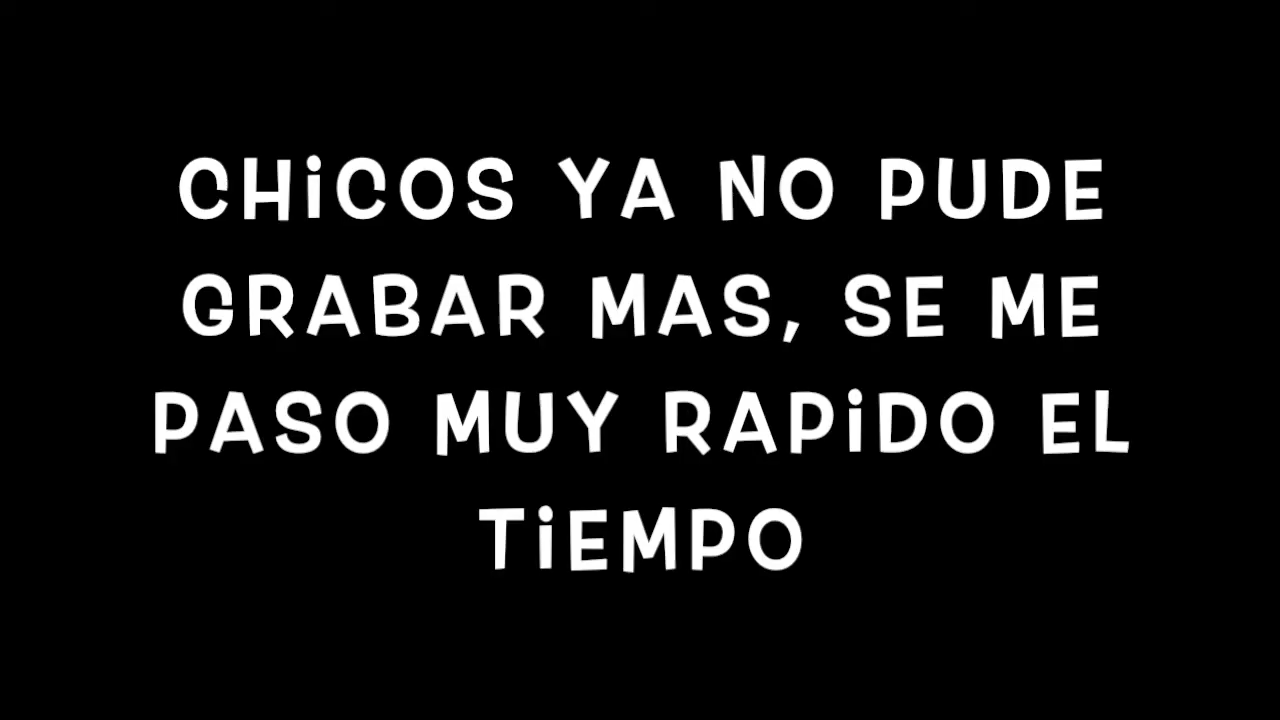 CHiCOS YA NO PUDE
GRABAR MAS, SE ME
PASO MUY RAPiDO EL
TiEMPO